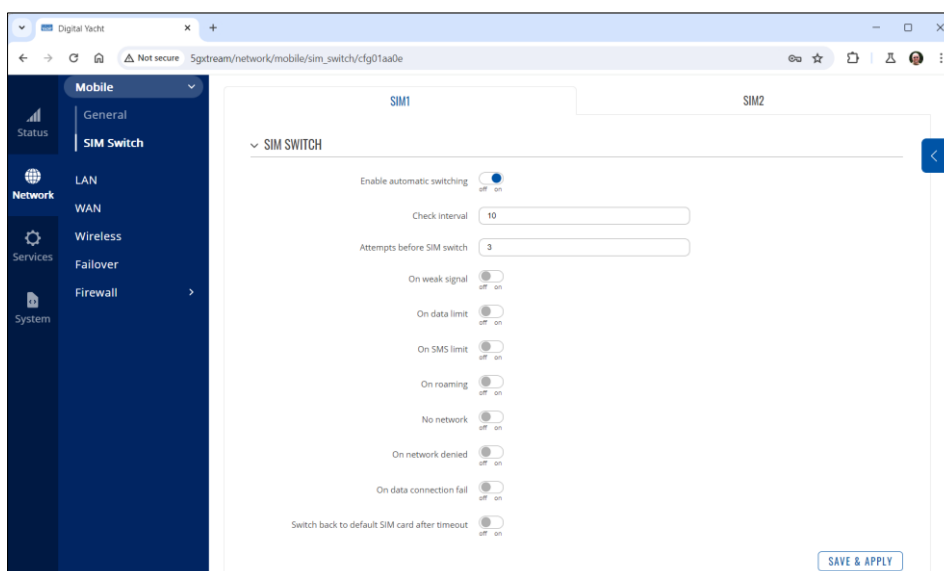 Digital Yacht
Not secure
5gxtream/network/mobile/sim_switch/cfg01aa0e
Status
Network
Services
System
Mobile
General
SIM Switch
LAN
WAN
Wireless
Failover
Firewall
SIM1
SIM2
SIM SWITCH
Enable automatic switching
off on
Check interval
10
Attempts before SIM switch
3
On weak signal
off on
On data limit
off on
On SMS limit
off on
On roaming
off on
No network
off on
On network denied
off on
On data connection fail
off on
Switch back to default SIM card after timeout
off on
SAVE & APPLY